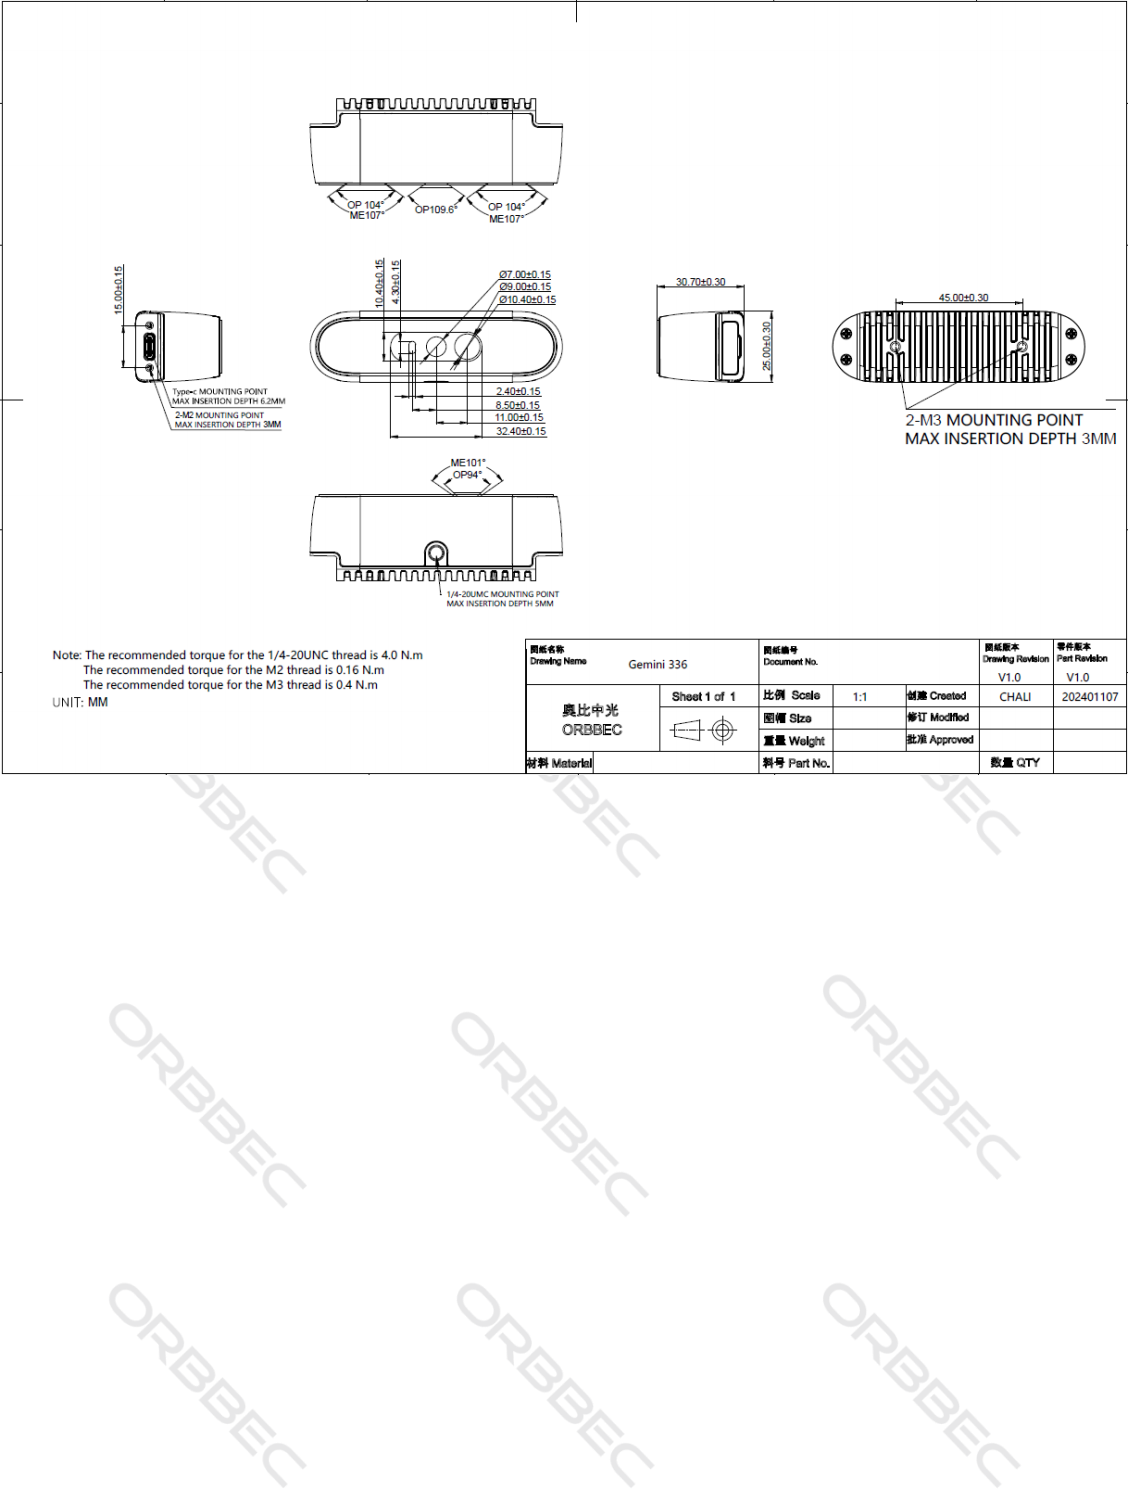 OP 104°
ME107°
OP109.6°
OP 104°
ME107°
15.00±0.15
Type-c MOUNTING POINT
MAX INSERTION DEPTH 6.2MM
2-M2 MOUNTING POINT
MAX INSERTION DEPTH 3MM
10.40±0.15
4.30±0.15
Ø7.00±0.15
Ø9.00±0.15
Ø10.40±0.15
2.40±0.15
8.50±0.15
11.00±0.15
32.40±0.15
30.70±0.30
25.00±0.30
45.00±0.30
2-M3 MOUNTING POINT
MAX INSERTION DEPTH 3MM
ME101°
OP94°
1/4-20UMC MOUNTING POINT
MAX INSERTION DEPTH 5MM
Note: The recommended torque for the 1/4-20UNC thread is 4.0 N.m
The recommended torque for the M2 thread is 0.16 N.m
The recommended torque for the M3 thread is 0.4 N.m
UNIT: MM
图纸名称
Drawing Name
Gemini 336
图纸编号
Document No.
图纸版本
Drawing Revision
V1.0
零件版本
Part Revision
V1.0
奥比中光
ORBBEC
Sheet 1 of 1
比例 Scale
1:1
创建 Created
CHALI
202401107
图幅 Size
修订 Modified
重量 Weight
批准 Approved
材料 Material
料号 Part No.
数量 QTY
ORBBEC
ORBBEC
ORBBEC
ORBBEC
ORBBEC
ORBBEC